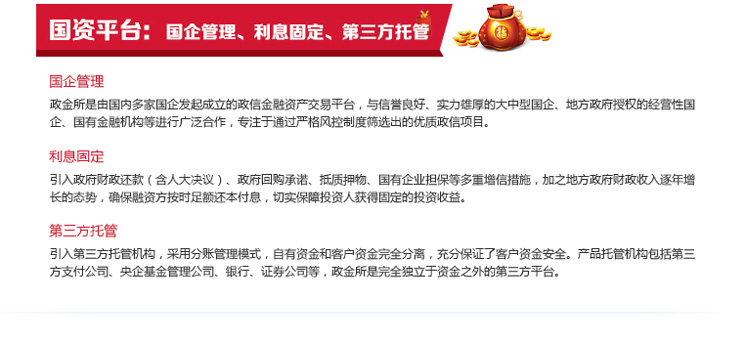 国资平台：国企管理、利息固定、第三方托管
国企管理
政金所是由国内多家国企发起成立的政信金融资产交易平台，与信誉良好、实力雄厚的大中型国企、地方政府授权的经营性国
企、国有金融机构等进行广泛合作，专注于通过严格风控制度筛选出的优质政信项目。
利息固定
引入政府财政还款（含人大决议）、政府回购承诺、抵质押物、国有企业担保等多重增信措施，加之地方政府财政收入逐年增
长的态势，确保融资方按时足额还本付息，切实保障投资人获得固定的投资收益。
第三方托管
引入第三方托管机构，采用分账管理模式，自有资金和客户资金完全分离，充分保证了客户资金安全。产品托管机构包括第三
方支付公司、央企基金管理公司、银行、证券公司等，政金所是完全独立于资金之外的第三方平台。